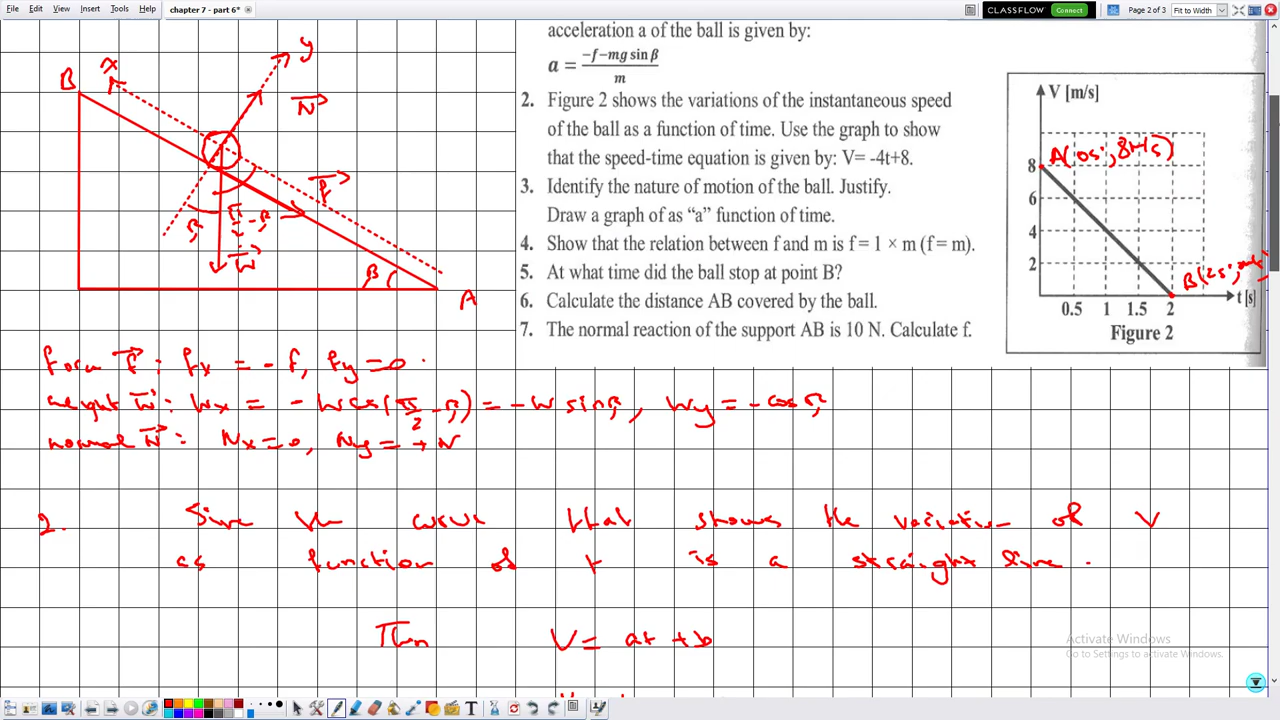 File Edit View Insert Tools Help chapter 7 - part 6* CLASSFLOW Connect Page 2 of 3 Fit to Width
acceleration a of the ball is given by:
a = −f−mg sin β / m
2. Figure 2 shows the variations of the instantaneous speed
of the ball as a function of time. Use the graph to show
that the speed-time equation is given by: V= -4t+8.
3. Identify the nature of motion of the ball. Justify.
Draw a graph of as "a" function of time.
4. Show that the relation between f and m is f = 1 × m (f = m).
5. At what time did the ball stop at point B?
6. Calculate the distance AB covered by the ball.
7. The normal reaction of the support AB is 10 N. Calculate f.
V [m/s]
8 A(0s; 8m/s)
6
4
2
B(2s;
t [s]
0.5 1 1.5 2
Figure 2
B x y
N
f
β π/2 - β
W
β
A
force f : fx = - f, fy = 0
weight W : Wx = - W cos(π/2 - β) = - W sin β, Wy = - cos β
normal N : Nx = 0, Ny = + N
2. Since the curve that shows the variation of V
as function of t is a straight line .
Then V = at + b
Activate Windows
Go to Settings to activate Windows.